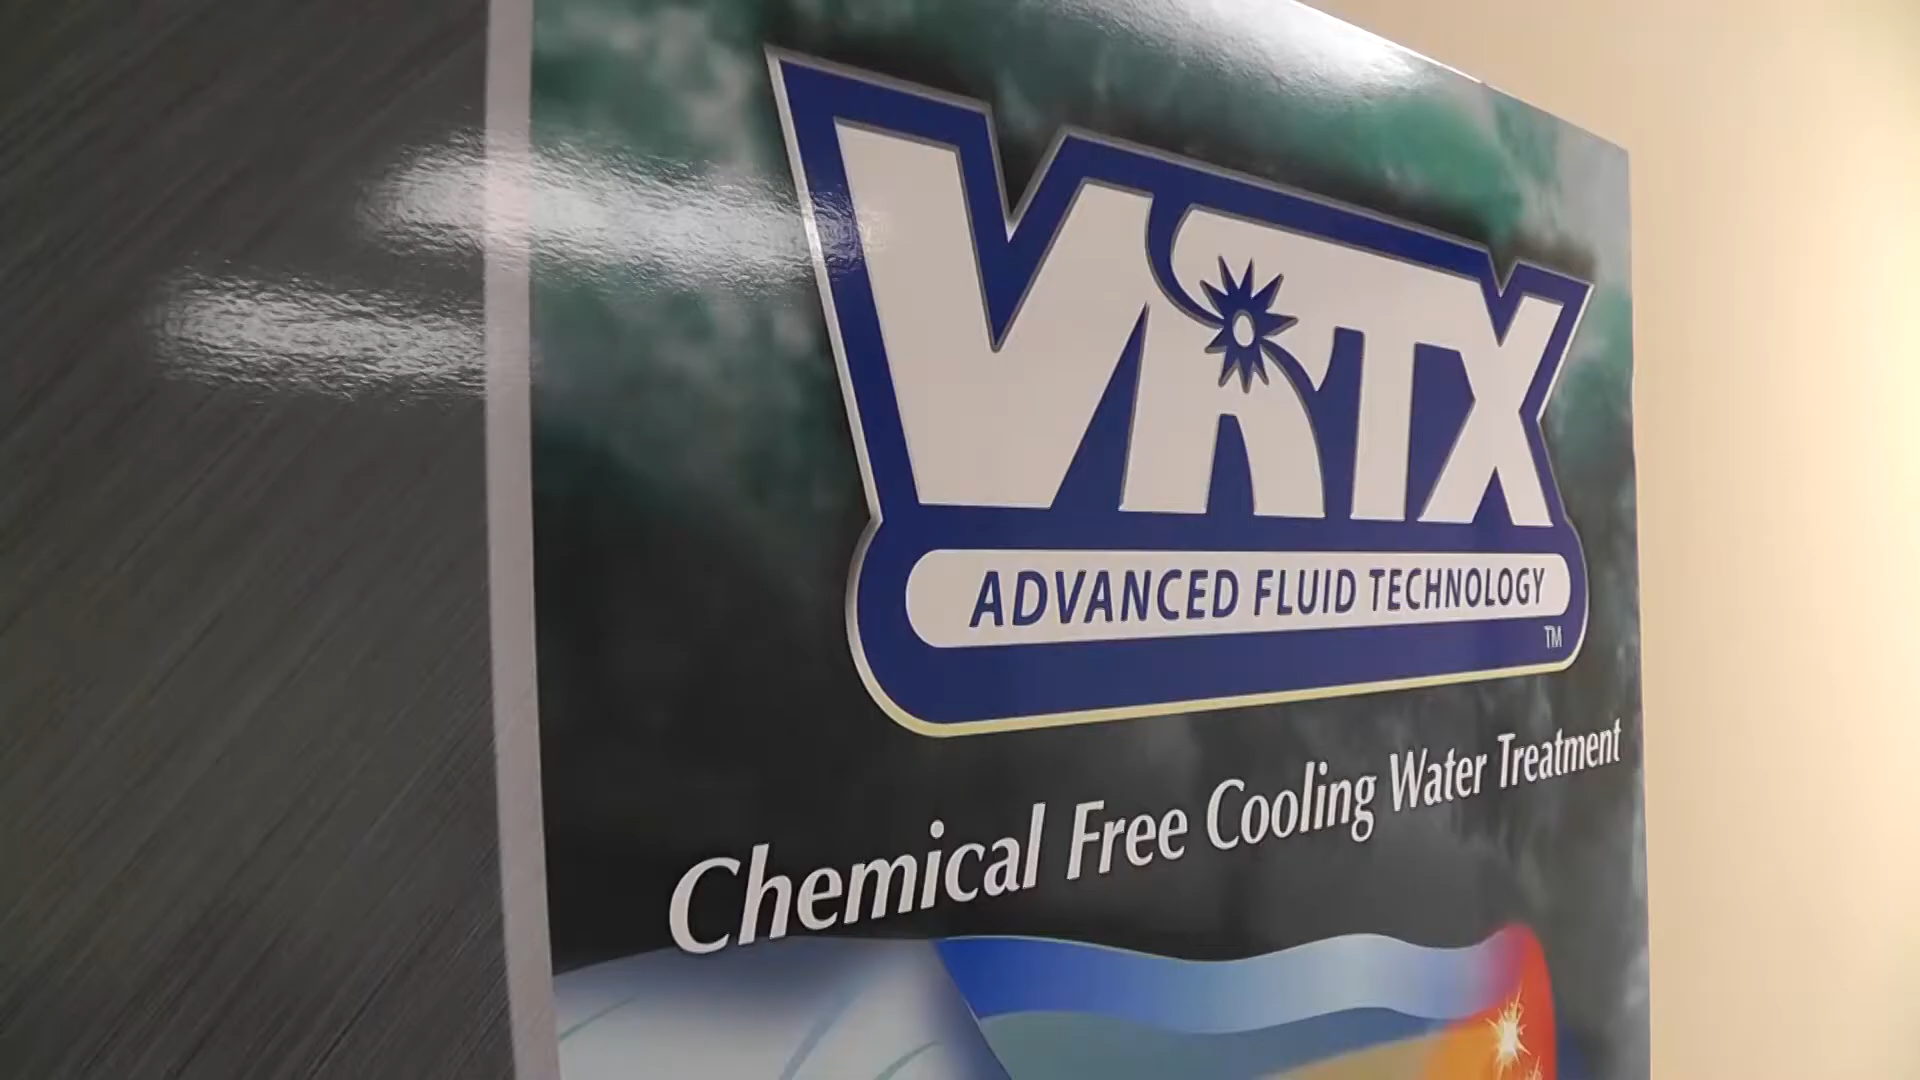 VRTX
ADVANCED FLUID TECHNOLOGY
TM
Chemical Free Cooling Water Treatment